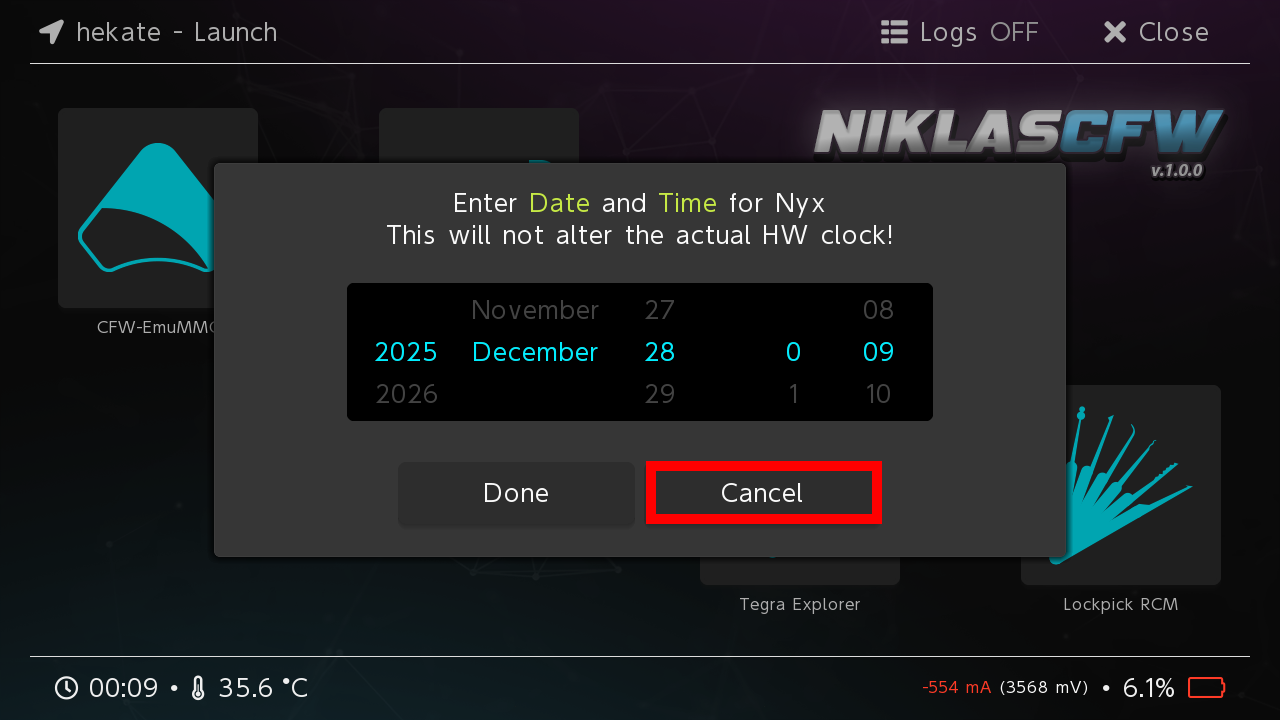 hekate - Launch
Logs OFF
Close
NIKLASCFW
v.1.0.0
Enter Date and Time for Nyx
This will not alter the actual HW clock!
November 27 08
2025 December 28 0 09
2026 29 1 10
Done
Cancel
CFW-EmuMMC
Tegra Explorer
Lockpick RCM
00:09 • 35.6 °C
-554 mA (3568 mV) • 6.1%